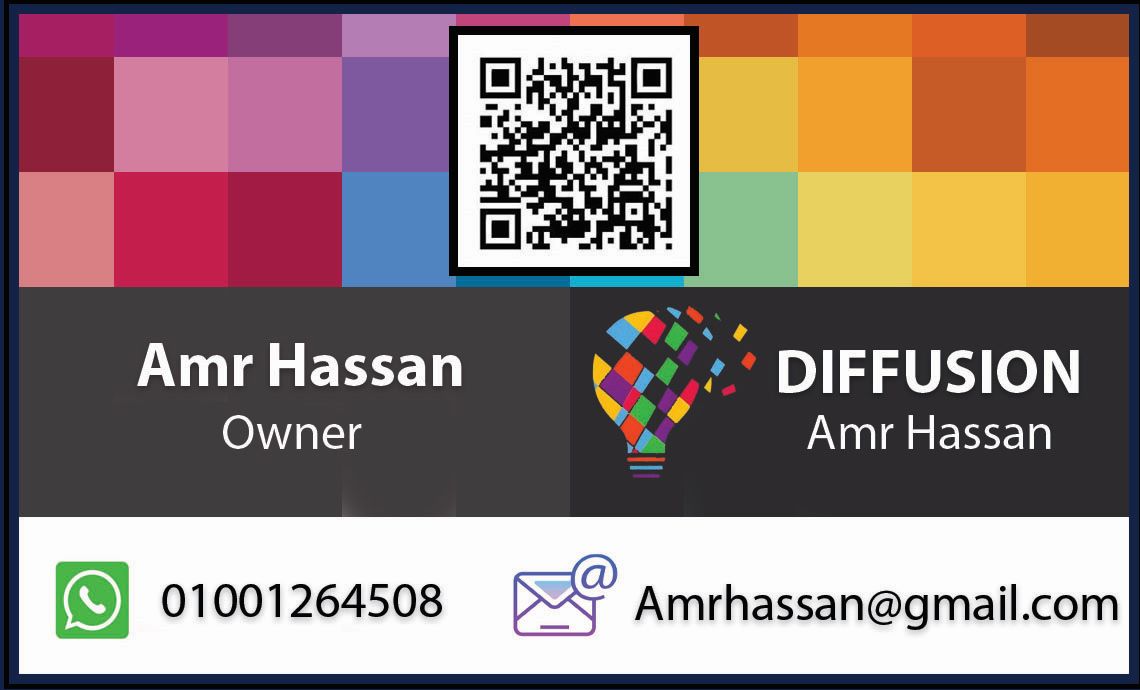 Amr Hassan
Owner
DIFFUSION
Amr Hassan
01001264508
@
Amrhassan@gmail.com